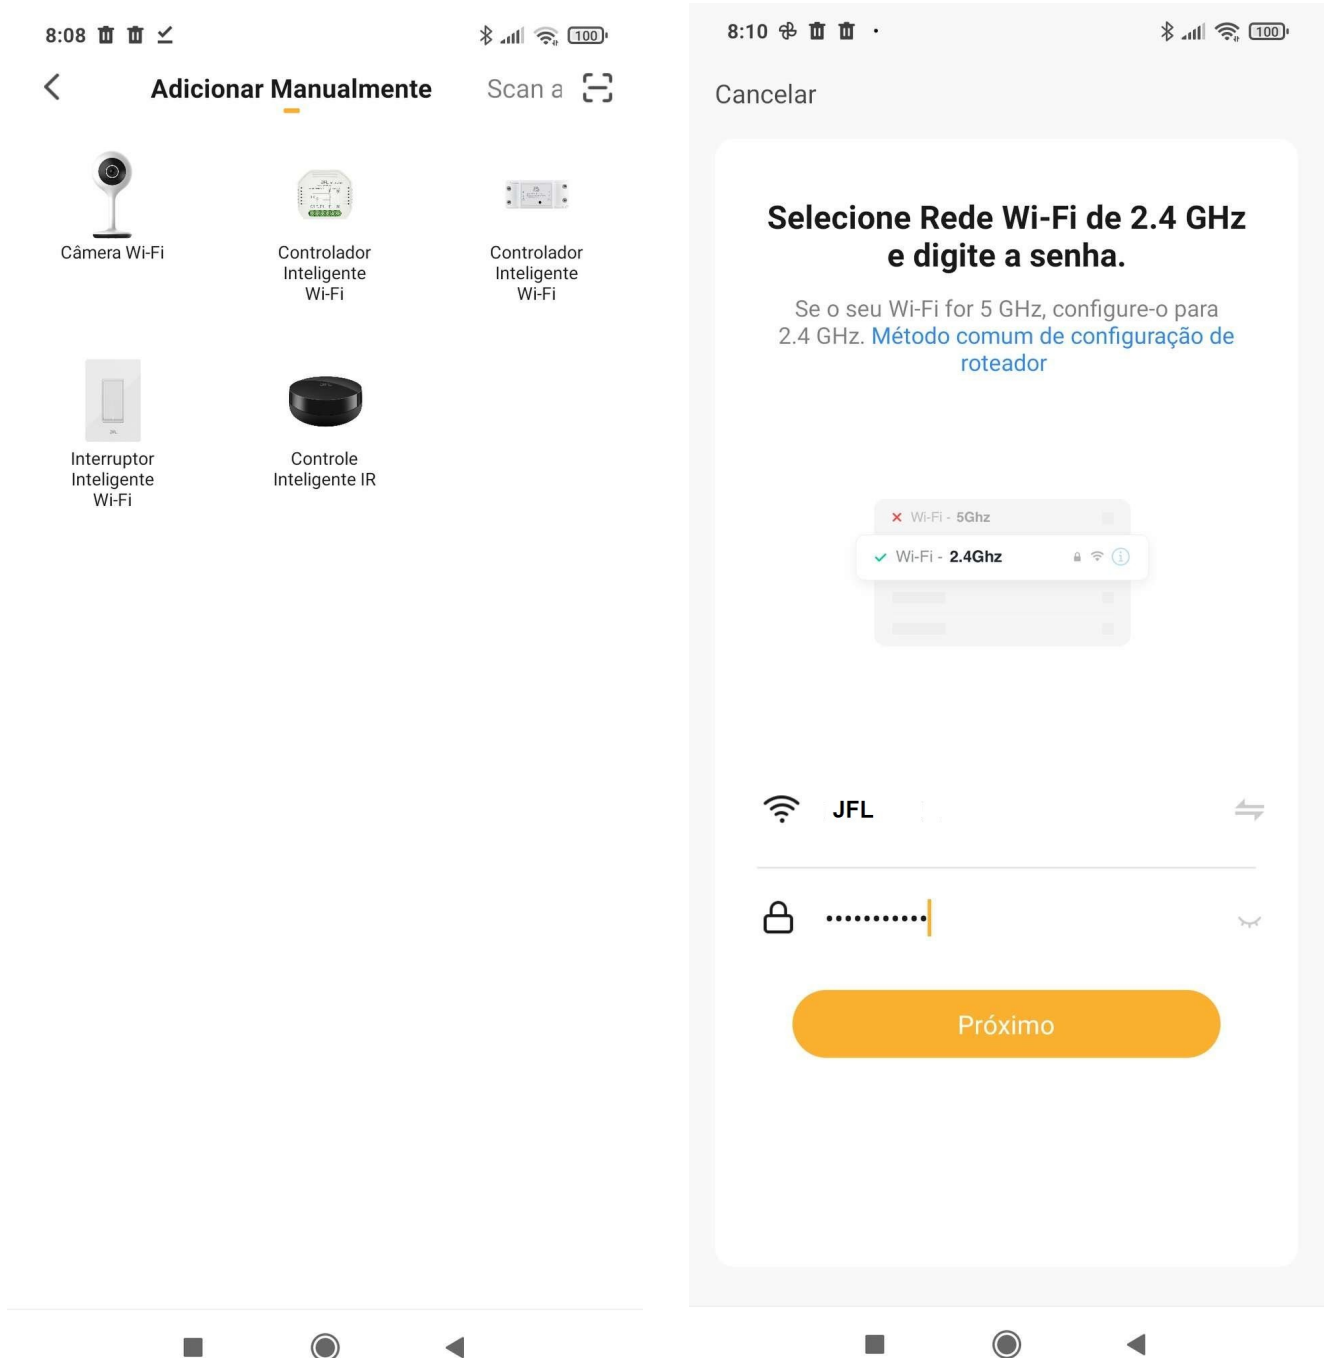 8:08
100
Adicionar Manualmente
Scan a
Câmera Wi-Fi
Controlador
Inteligente
Wi-Fi
Controlador
Inteligente
Wi-Fi
Interruptor
Inteligente
Wi-Fi
Controle
Inteligente IR
8:10
100
Cancelar
Selecione Rede Wi-Fi de 2.4 GHz
e digite a senha.
Se o seu Wi-Fi for 5 GHz, configure-o para
2.4 GHz. Método comum de configuração de
roteador
Wi-Fi - 5Ghz
Wi-Fi - 2.4Ghz
JFL
Próximo